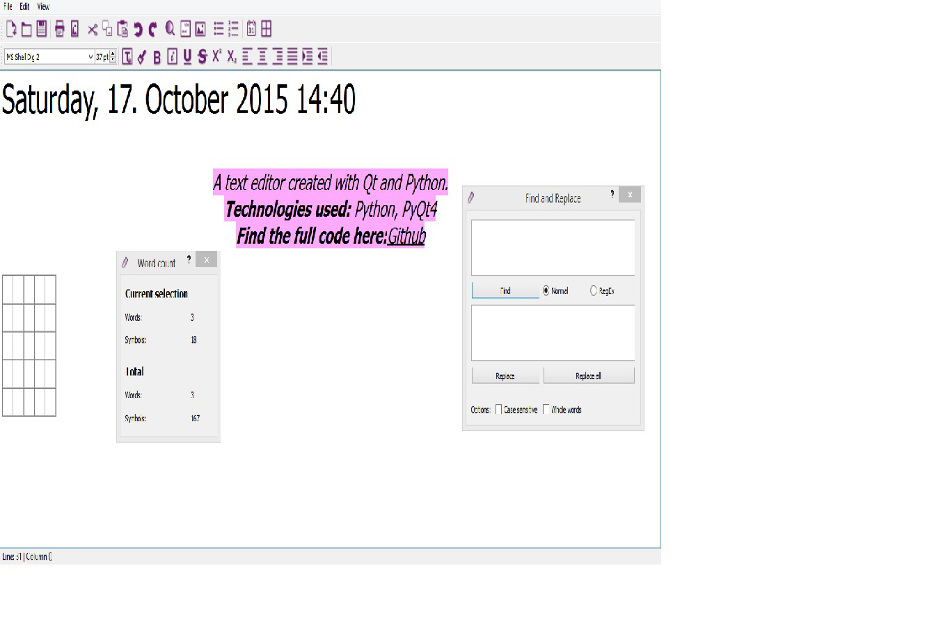 File Edit View
MS Shell Dlg 2 37 pt
Saturday, 17. October 2015 14:40
A text editor created with Qt and Python.
Technologies used: Python, PyQt4
Find the full code here:Github
Word count ?
Current selection
Words: 3
Symbols: 18
Total
Words: 3
Symbols: 167
Find and Replace ?
Find Normal RegEx
Replace Replace all
Options: Case sensitive Whole words
Line: 31 | Column: